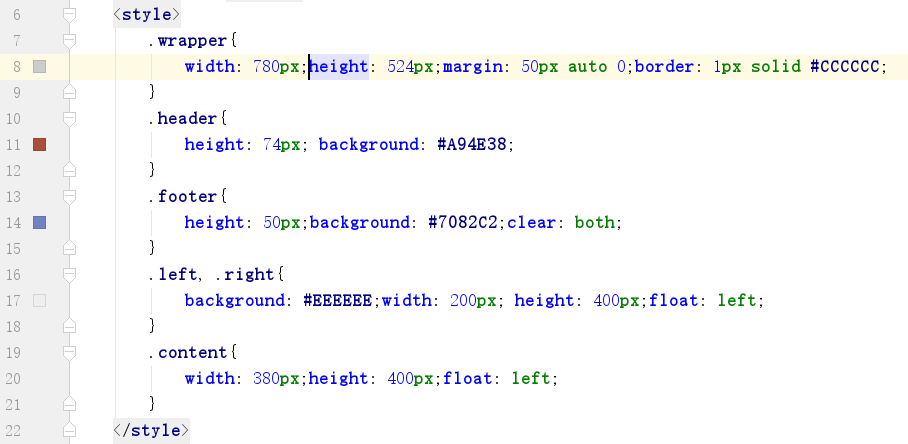 6 <style>
7 .wrapper{
8 width: 780px;height: 524px;margin: 50px auto 0;border: 1px solid #CCCCCC;
9 }
10 .header{
11 height: 74px; background: #A94E38;
12 }
13 .footer{
14 height: 50px;background: #7082C2;clear: both;
15 }
16 .left, .right{
17 background: #EEEEEE;width: 200px; height: 400px;float: left;
18 }
19 .content{
20 width: 380px;height: 400px;float: left;
21 }
22 </style>